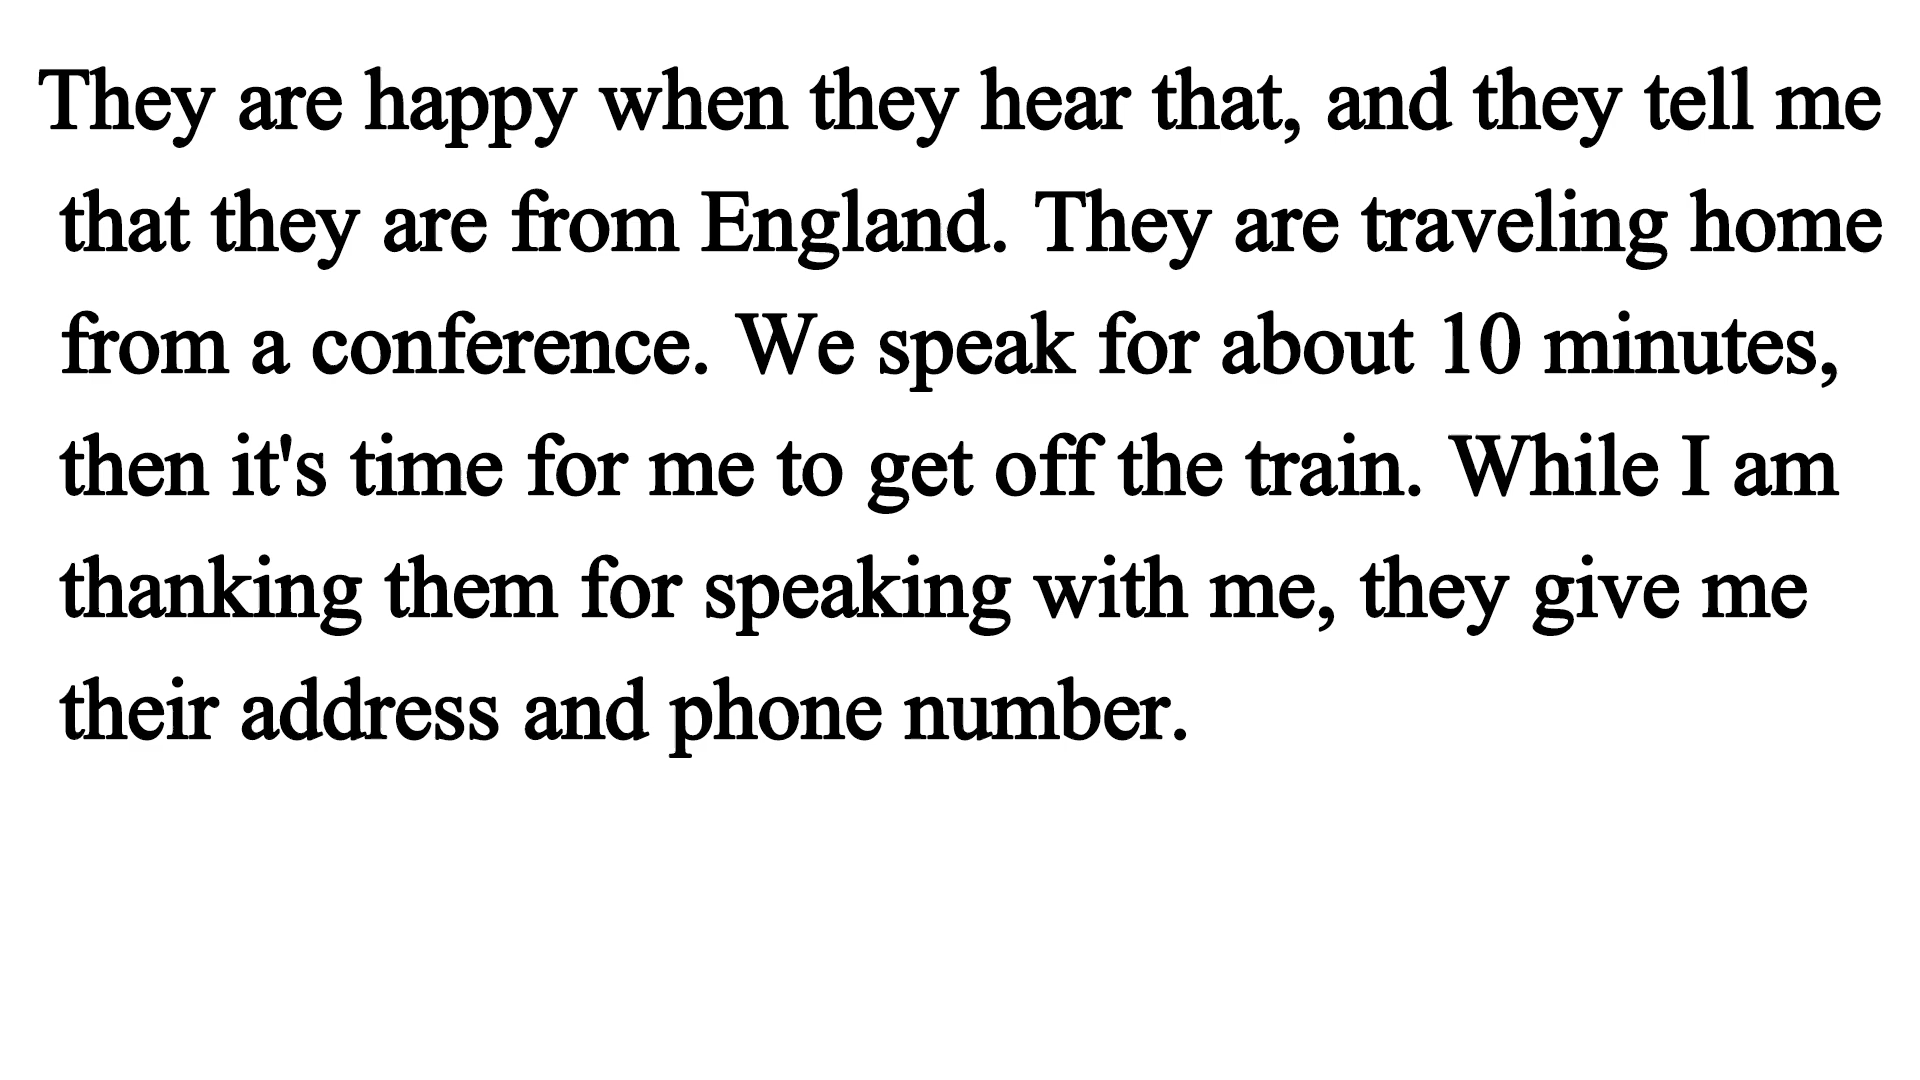 They are happy when they hear that, and they tell me
that they are from England. They are traveling home
from a conference. We speak for about 10 minutes,
then it's time for me to get off the train. While I am
thanking them for speaking with me, they give me
their address and phone number.